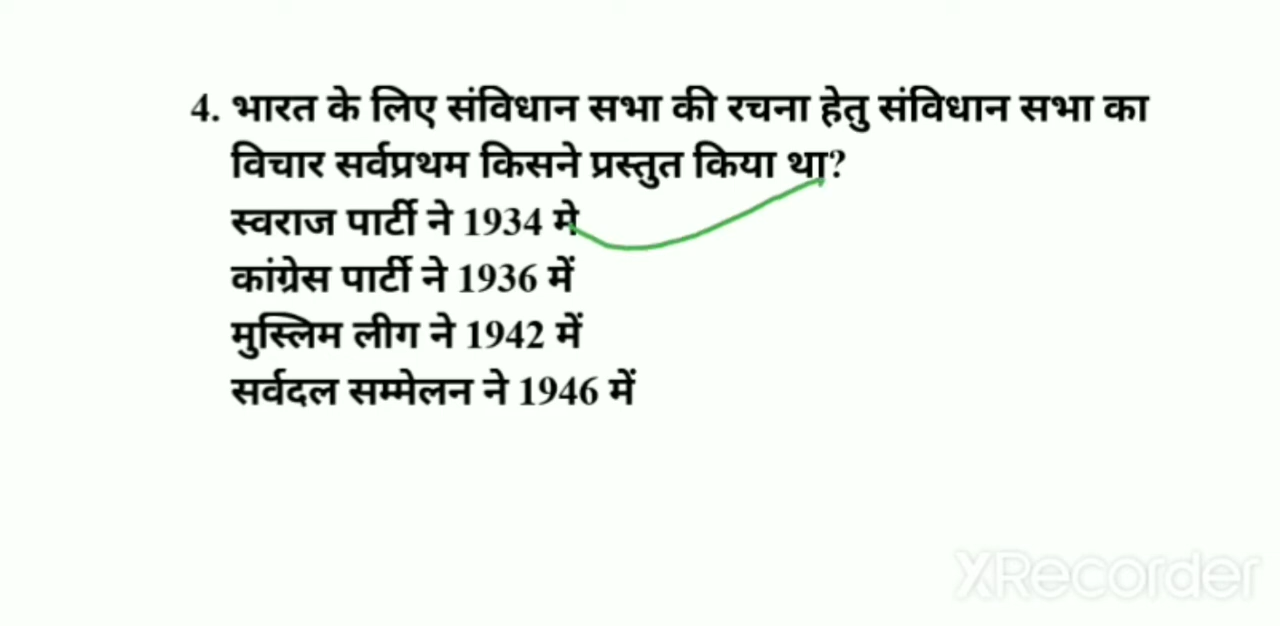 4. भारत के लिए संविधान सभा की रचना हेतु संविधान सभा का
विचार सर्वप्रथम किसने प्रस्तुत किया था?
स्वराज पार्टी ने 1934 मे
कांग्रेस पार्टी ने 1936 में
मुस्लिम लीग ने 1942 में
सर्वदल सम्मेलन ने 1946 में
XRecorder